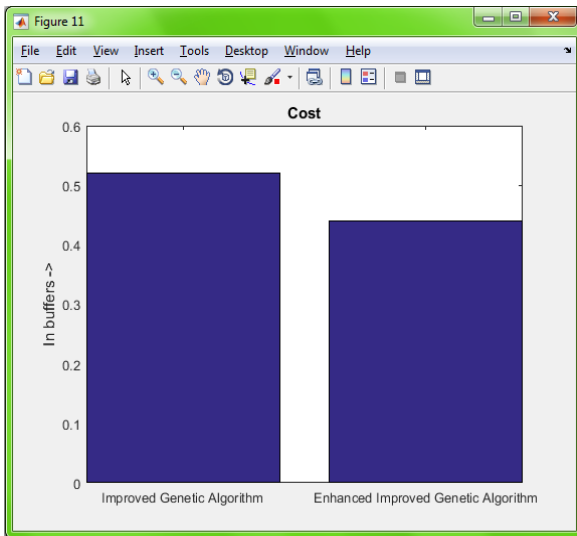 Figure 11
File Edit View Insert Tools Desktop Window Help
Cost
0.6
0.5
0.4
0.3
0.2
0.1
0
In buffers ->
Improved Genetic Algorithm Enhanced Improved Genetic Algorithm